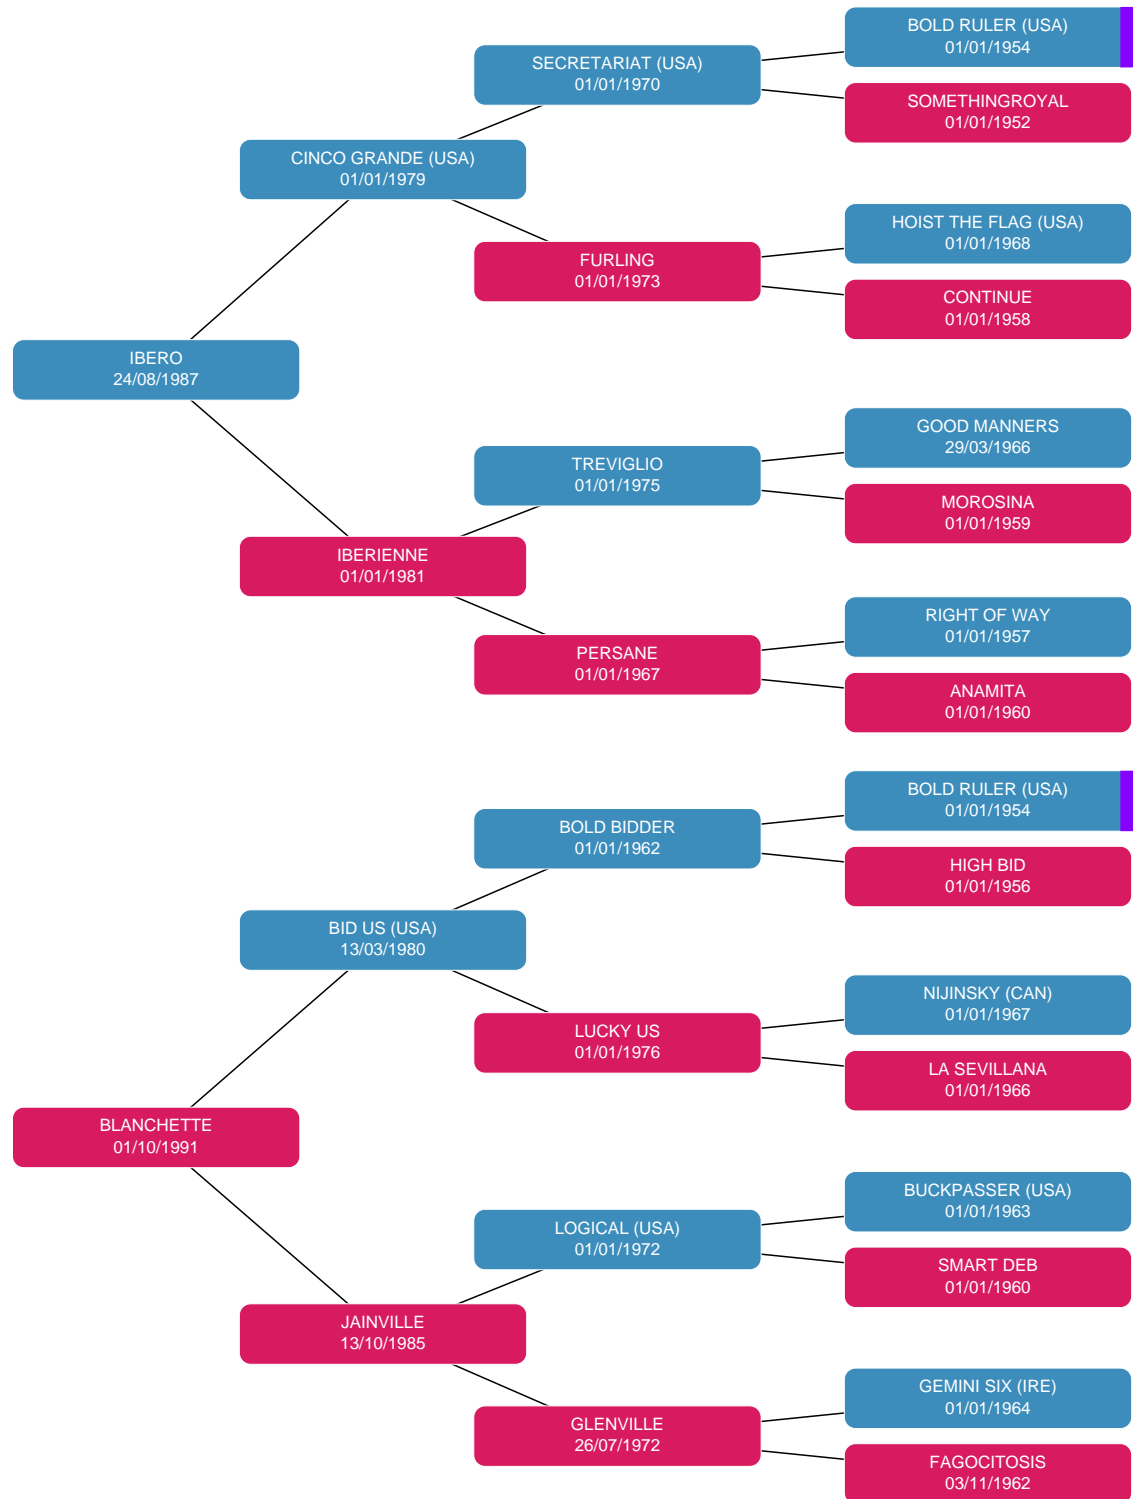 BOLD RULER (USA)
01/01/1954
SECRETARIAT (USA)
01/01/1970
SOMETHINGROYAL
01/01/1952
CINCO GRANDE (USA)
01/01/1979
HOIST THE FLAG (USA)
01/01/1968
FURLING
01/01/1973
CONTINUE
01/01/1958
IBERO
24/08/1987
GOOD MANNERS
29/03/1966
TREVIGLIO
01/01/1975
MOROSINA
01/01/1959
IBERIENNE
01/01/1981
RIGHT OF WAY
01/01/1957
PERSANE
01/01/1967
ANAMITA
01/01/1960
BOLD RULER (USA)
01/01/1954
BOLD BIDDER
01/01/1962
HIGH BID
01/01/1956
BID US (USA)
13/03/1980
NIJINSKY (CAN)
01/01/1967
LUCKY US
01/01/1976
LA SEVILLANA
01/01/1966
BLANCHETTE
01/10/1991
BUCKPASSER (USA)
01/01/1963
LOGICAL (USA)
01/01/1972
SMART DEB
01/01/1960
JAINVILLE
13/10/1985
GEMINI SIX (IRE)
01/01/1964
GLENVILLE
26/07/1972
FAGOCITOSIS
03/11/1962